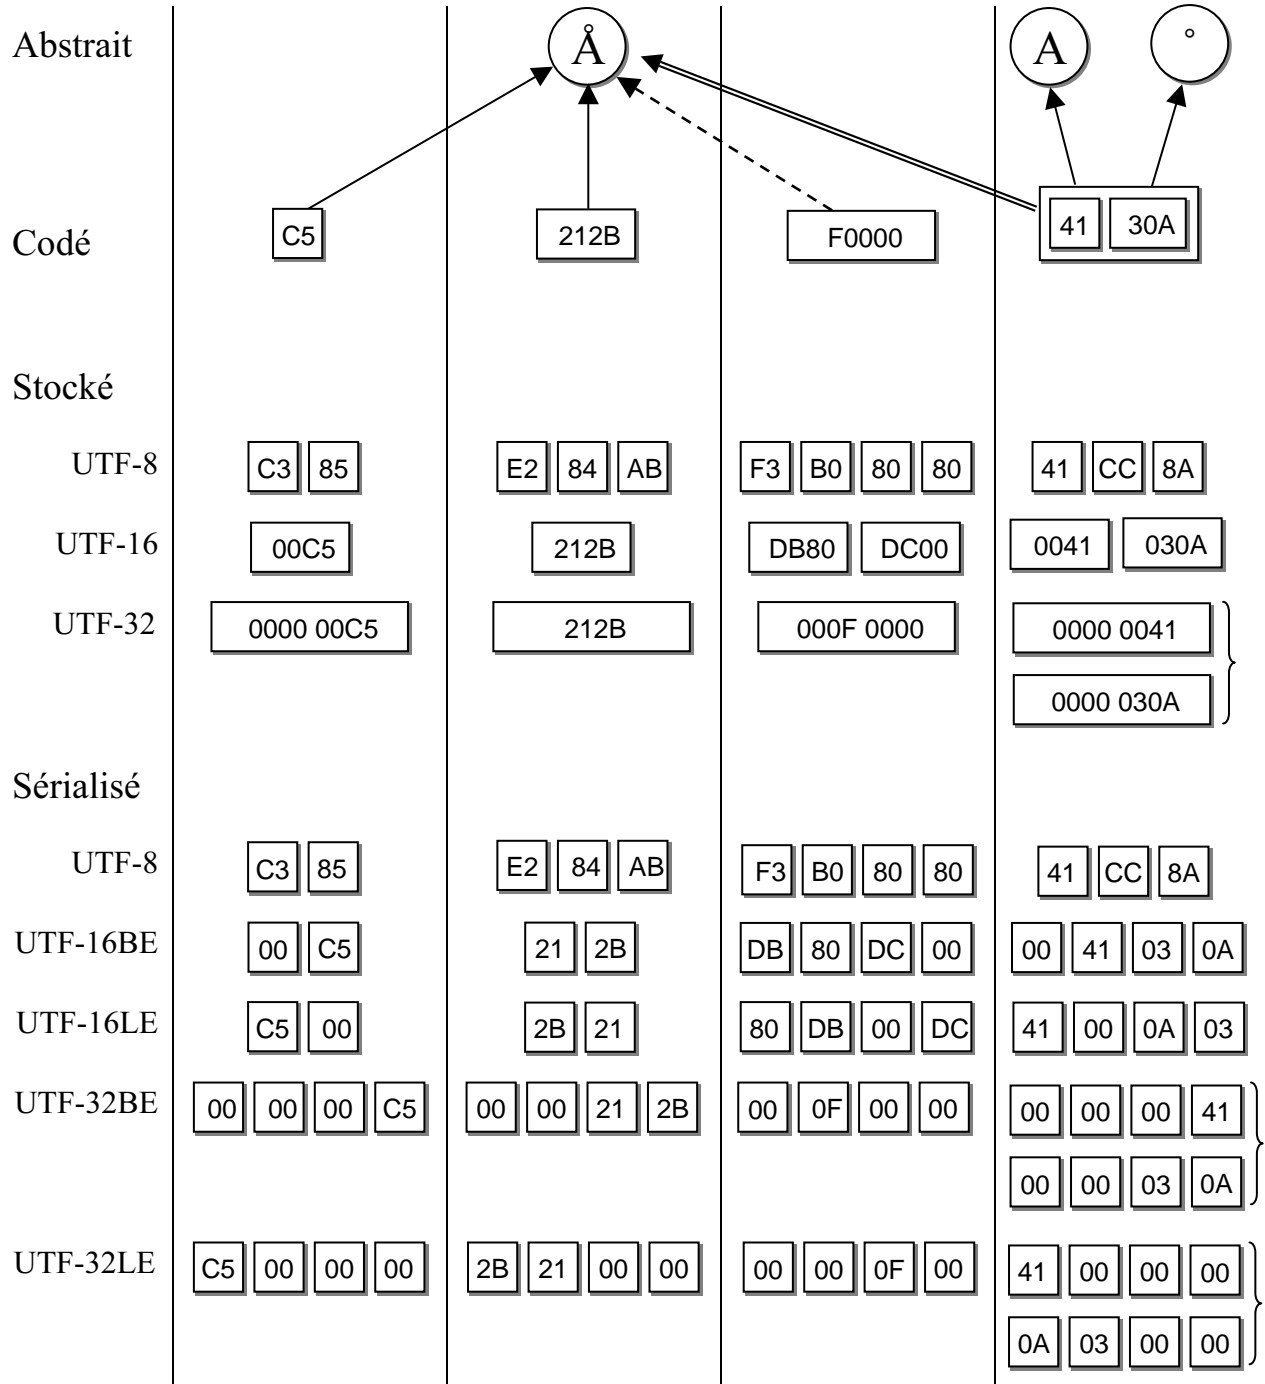 Abstrait Å A °
Codé C5 212B F0000 41 30A
Stocké
UTF-8 C3 85 E2 84 AB F3 B0 80 80 41 CC 8A
UTF-16 00C5 212B DB80 DC00 0041 030A
UTF-32 0000 00C5 212B 000F 0000 0000 0041
0000 030A
Sérialisé
UTF-8 C3 85 E2 84 AB F3 B0 80 80 41 CC 8A
UTF-16BE 00 C5 21 2B DB 80 DC 00 00 41 03 0A
UTF-16LE C5 00 2B 21 80 DB 00 DC 41 00 0A 03
UTF-32BE 00 00 00 C5 00 00 21 2B 00 0F 00 00 00 00 00 41
00 00 03 0A
UTF-32LE C5 00 00 00 2B 21 00 00 00 00 0F 00 41 00 00 00
0A 03 00 00